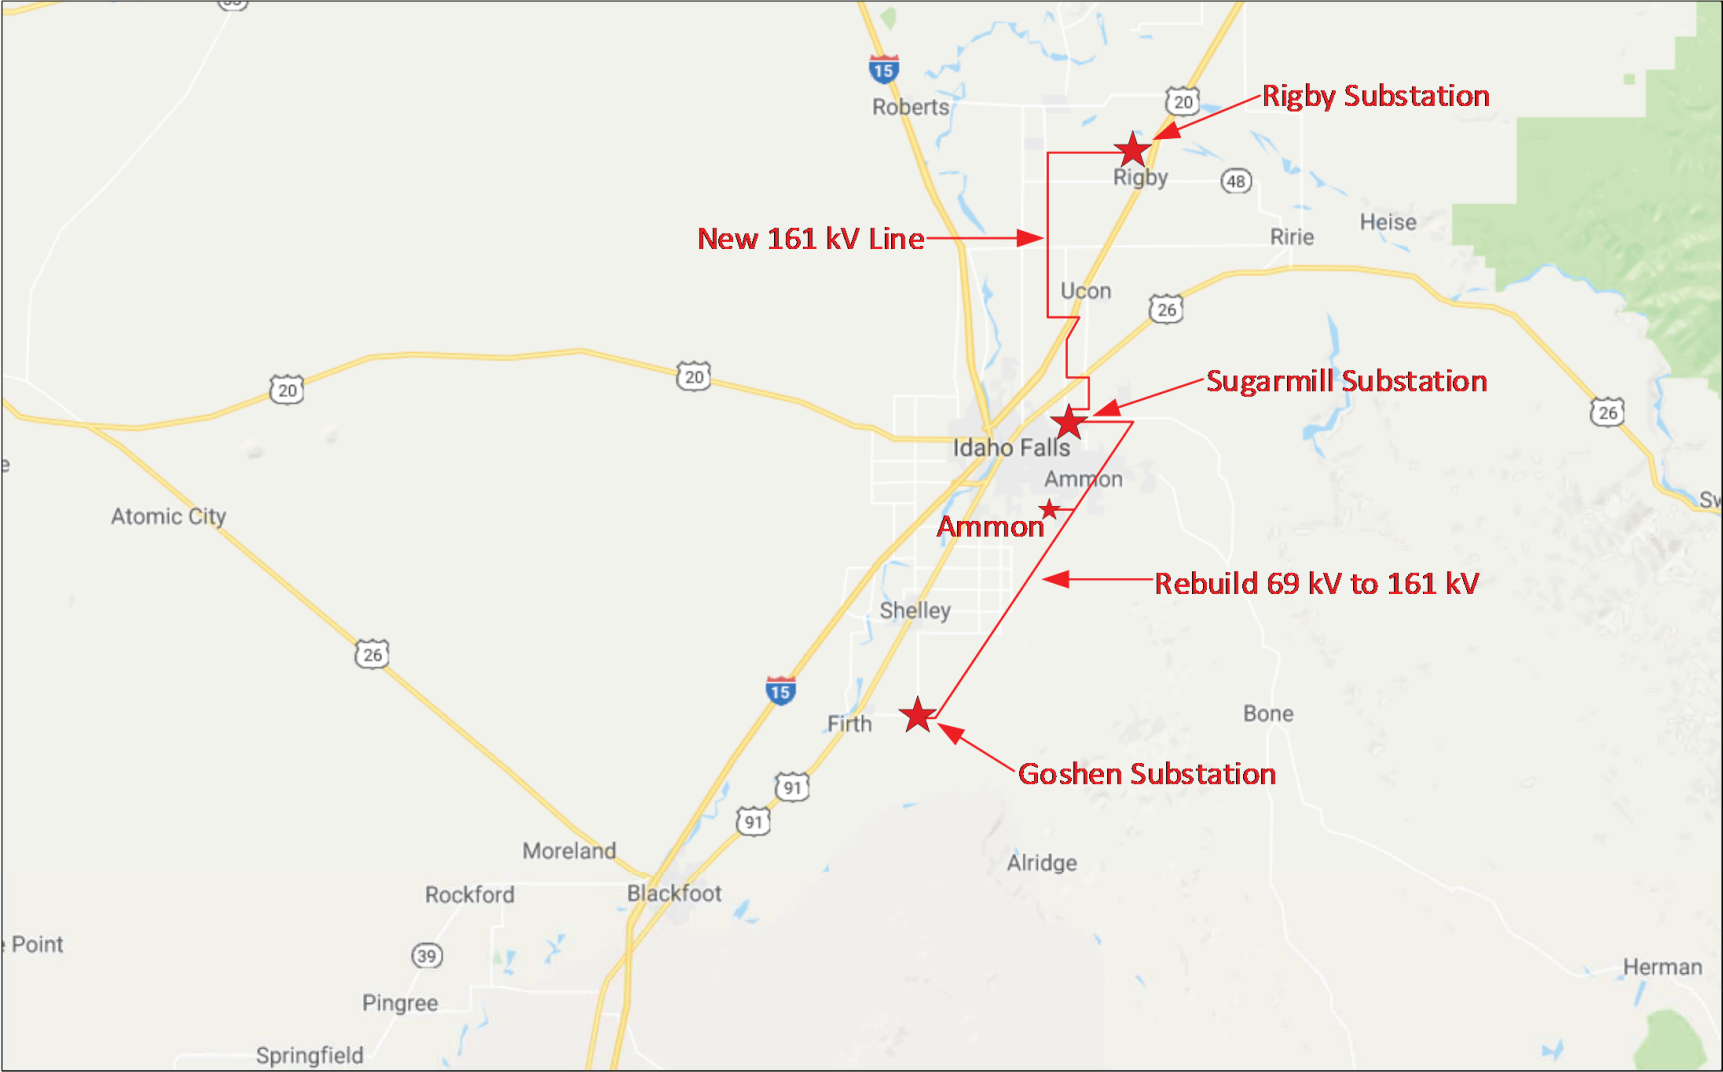 15
Roberts
20
Rigby Substation
Rigby
48
New 161 kV Line
Heise
Ririe
Ucon
26
20
20
Sugarmill Substation
26
Idaho Falls
Ammon
Atomic City
Ammon
Rebuild 69 kV to 161 kV
Shelley
26
15
Firth
Bone
Goshen Substation
91
91
Moreland
Alridge
Rockford
Blackfoot
Point
39
Herman
Pingree
Springfield